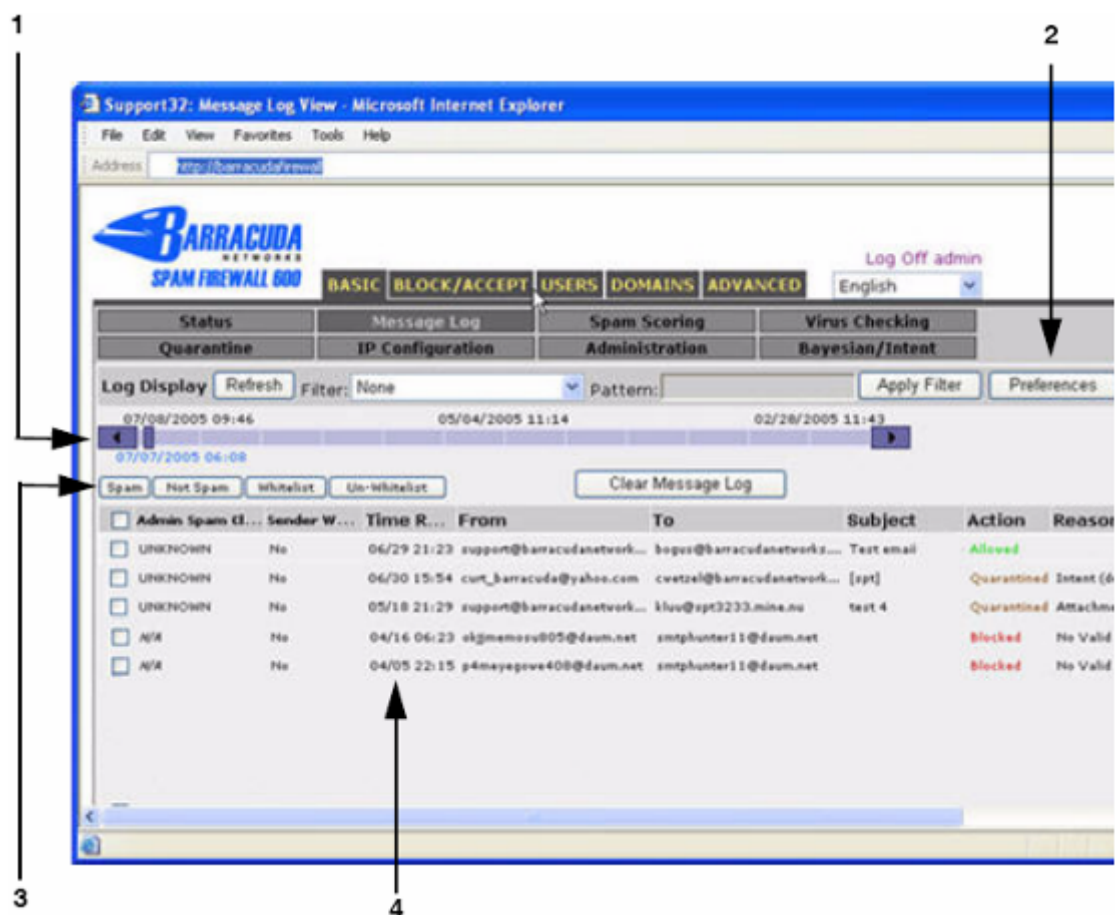 1
2
Support32: Message Log View - Microsoft Internet Explorer
File Edit View Favorites Tools Help
Address http://barracudafirewall
BARRACUDA
NETWORKS
SPAM FIREWALL 600
BASIC BLOCK/ACCEPT USERS DOMAINS ADVANCED
Log Off admin
English
Status Message Log Spam Scoring Virus Checking
Quarantine IP Configuration Administration Bayesian/Intent
Log Display Refresh Filter: None Pattern: Apply Filter Preferences
07/08/2005 09:46 05/04/2005 11:14 02/28/2005 11:43
07/07/2005 06:08
Spam Not Spam Whitelist Un-Whitelist Clear Message Log
Admin Spam Cl... Sender W... Time R... From To Subject Action Reason
UNKNOWN No 06/29 21:23 support@barracudanetwork... bogus@barracudanetworks.... Test email Allowed
UNKNOWN No 06/30 15:54 curt_barracuda@yahoo.com cwetzel@barracudanetwork... [spt] Quarantined Intent (6
UNKNOWN No 05/18 21:29 support@barracudanetwork... kluu@spt3233.mine.nu test 4 Quarantined Attachme
N/A No 04/16 06:23 smtphunter11@daum.net Blocked No Valid
N/A No 04/05 22:15 p4meyegowe408@daum.net smtphunter11@daum.net Blocked No Valid
3
4